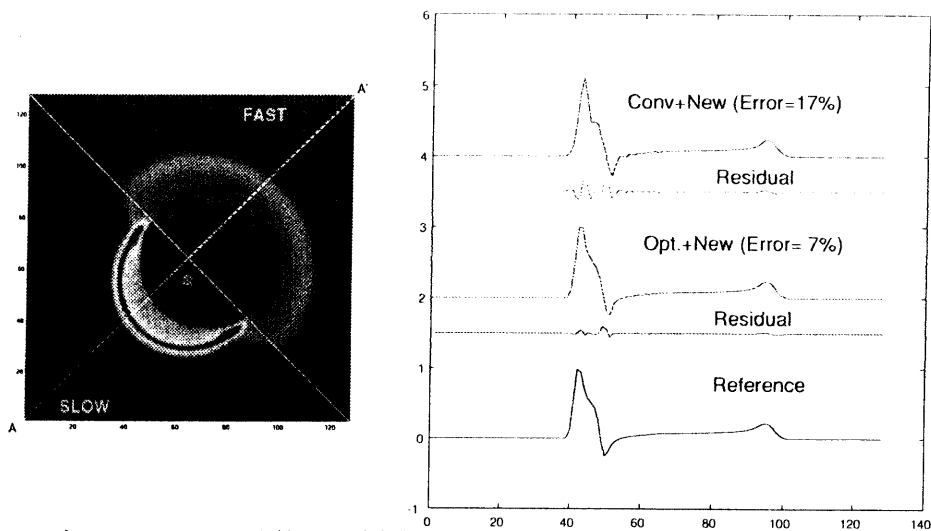 A'
FAST
120
100
80
60
S
40
20
SLOW
A
20
40
60
80
100
120
6
5
Conv+New (Error=17%)
4
Residual
3
Opt.+New (Error= 7%)
2
Residual
1
Reference
0
-1
0
20
40
60
80
100
120
140